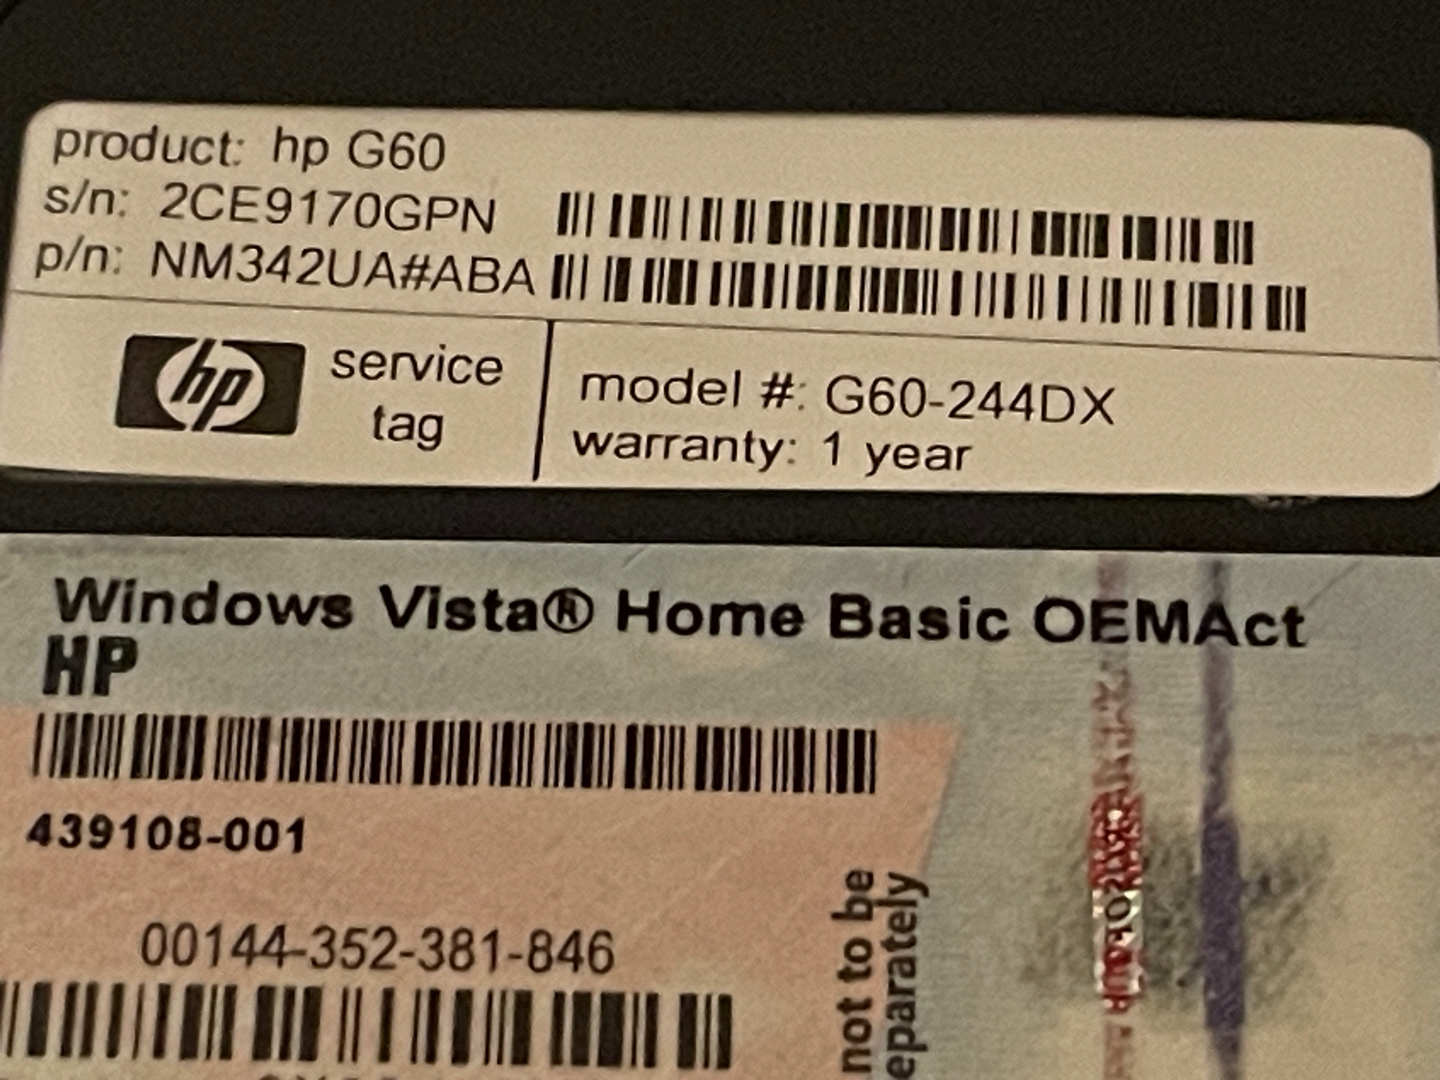 product: hp G60
s/n: 2CE9170GPN
p/n: NM342UA#ABA
hp
service
tag
model #: G60-244DX
warranty: 1 year
Windows Vista® Home Basic OEMAct
HP
439108-001
00144-352-381-846
not to be
eparately